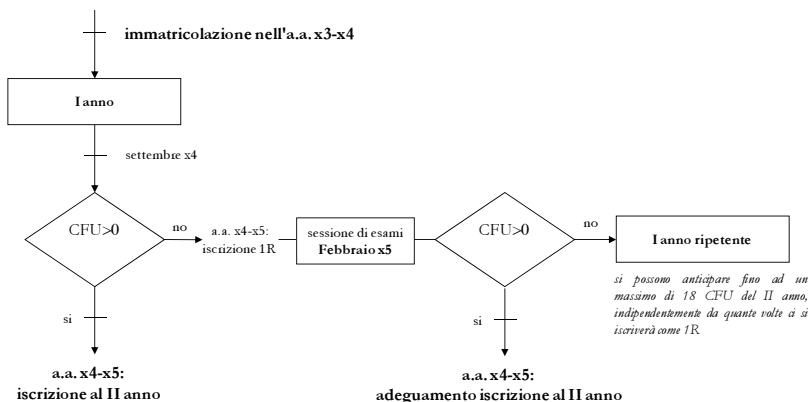 immatricolazione nell'a.a. x3-x4
I anno
settembre x4
CFU>0
no
a.a. x4-x5:
iscrizione 1R
sessione di esami
Febbraio x5
CFU>0
no
I anno ripetente
si possono anticipare fino ad un
massimo di 18 CFU del II anno,
indipendentemente da quante volte ci si
iscriverà come 1R
si
si
a.a. x4-x5:
iscrizione al II anno
a.a. x4-x5:
adeguamento iscrizione al II anno